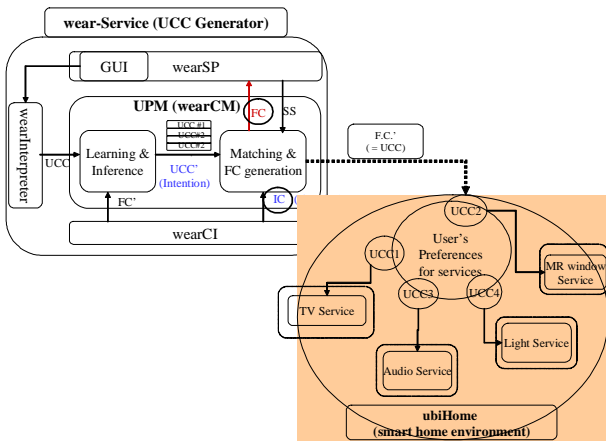 wear-Service (UCC Generator)
GUI
wearSP
UPM (wearCM)
FC
SS
wearInterpreter
UCC #1
UCC#2
UCC#2
F.C.'
( = UCC)
UCC
Learning &
Inference
UCC'
(Intention)
Matching &
FC generation
FC'
IC (
wearCI
UCC2
User's
Preferences
for services
UCC1
MR window
Service
UCC3
UCC4
TV Service
Light Service
Audio Service
ubiHome
(smart home environment)